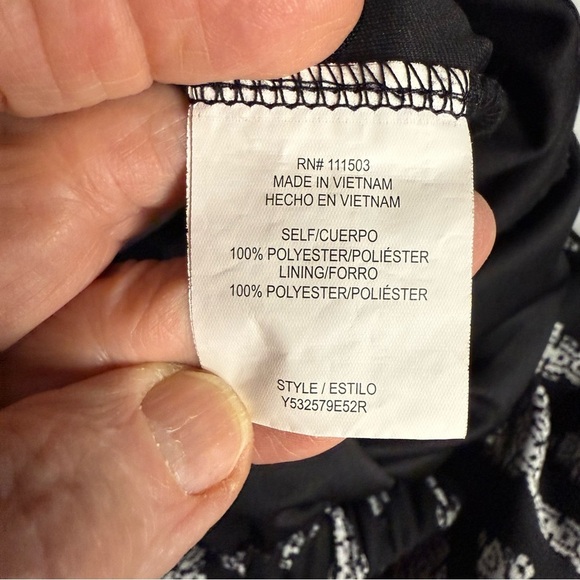 RN# 111503
MADE IN VIETNAM
HECHO EN VIETNAM
SELF/CUERPO
100% POLYESTER/POLIÉSTER
LINING/FORRO
100% POLYESTER/POLIÉSTER
STYLE / ESTILO
Y532579E52R